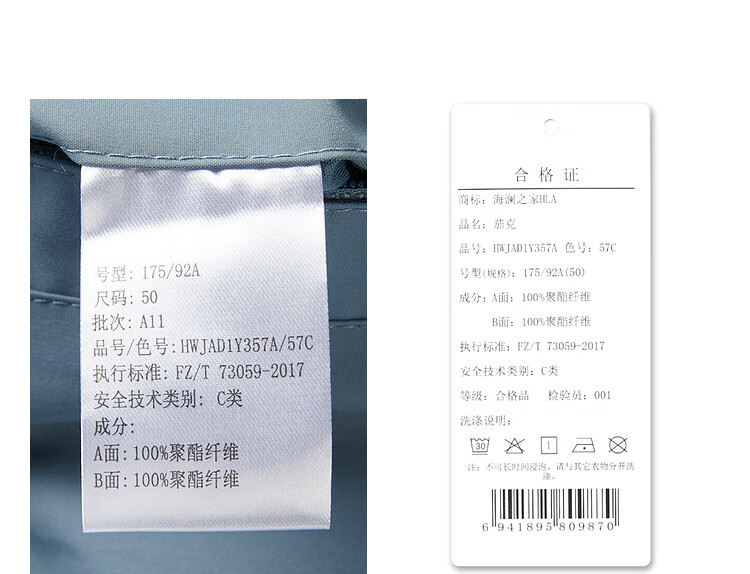 号型: 175/92A
尺码: 50
批次: A11
品号/色号:HWJAD1Y357A/57C
执行标准: FZ/T 73059-2017
安全技术类别: C类
成分:
A面: 100%聚酯纤维
B面: 100%聚酯纤维
合格证
商标: 海澜之家HLA
品名: 茄克
品号: HWJAD1Y357A 色号: 57C
号型(规格): 175/92A(50)
成分: A面: 100%聚酯纤维
B面: 100%聚酯纤维
执行标准: FZ/T 73059-2017
安全技术类别: C类
等级: 合格品 检验员: 001
洗涤说明:
30
注: 不可长时间浸泡, 请与其它衣物分开洗
涤。
6 941895 809870